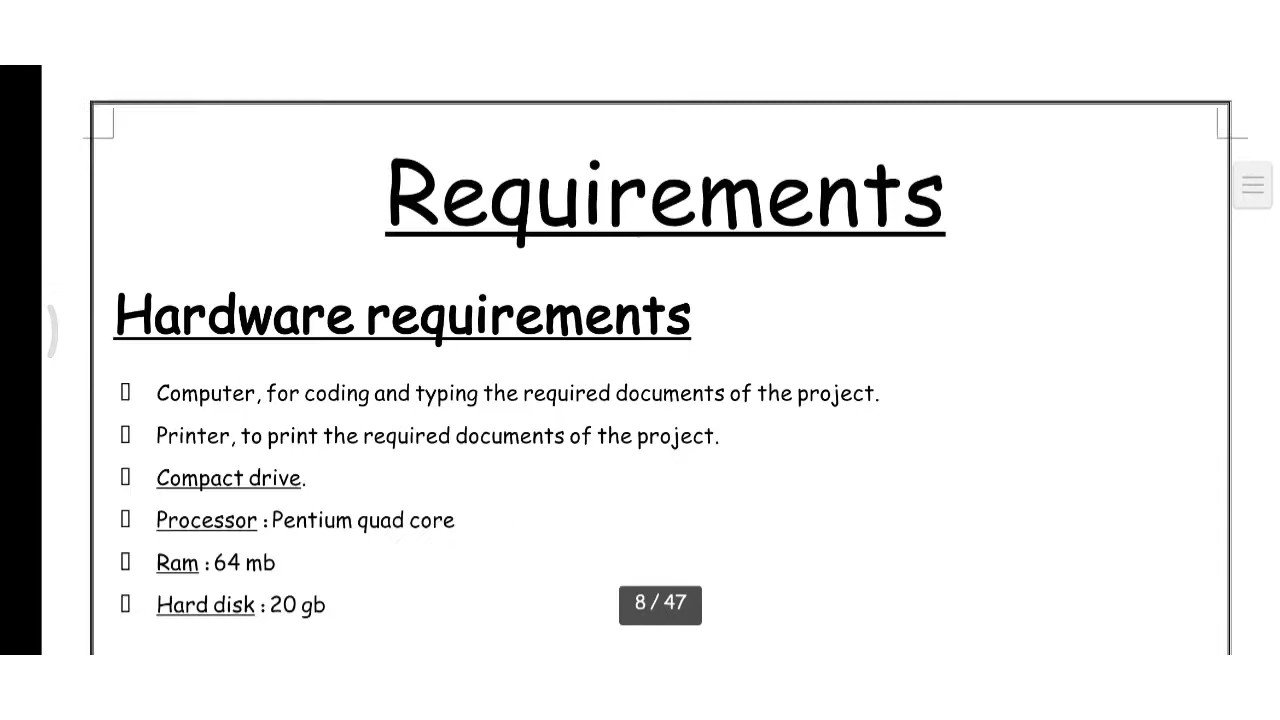 Requirements
Hardware requirements
Computer, for coding and typing the required documents of the project.
Printer, to print the required documents of the project.
Compact drive.
Processor : Pentium quad core
Ram : 64 mb
Hard disk : 20 gb
8 / 47